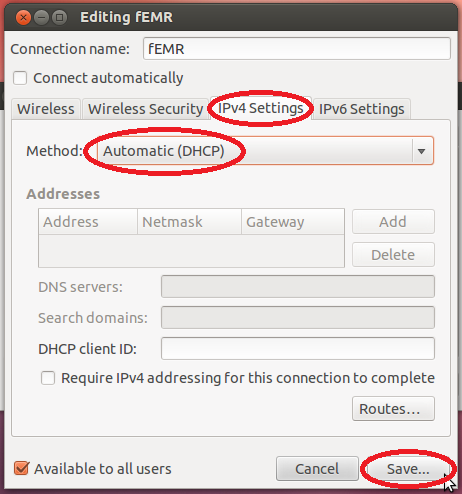 Editing fEMR
Connection name: fEMR
Connect automatically
Wireless Wireless Security IPv4 Settings IPv6 Settings
Method: Automatic (DHCP)
Addresses
Address Netmask Gateway Add
Delete
DNS servers:
Search domains:
DHCP client ID:
Require IPv4 addressing for this connection to complete
Routes...
Available to all users Cancel Save...